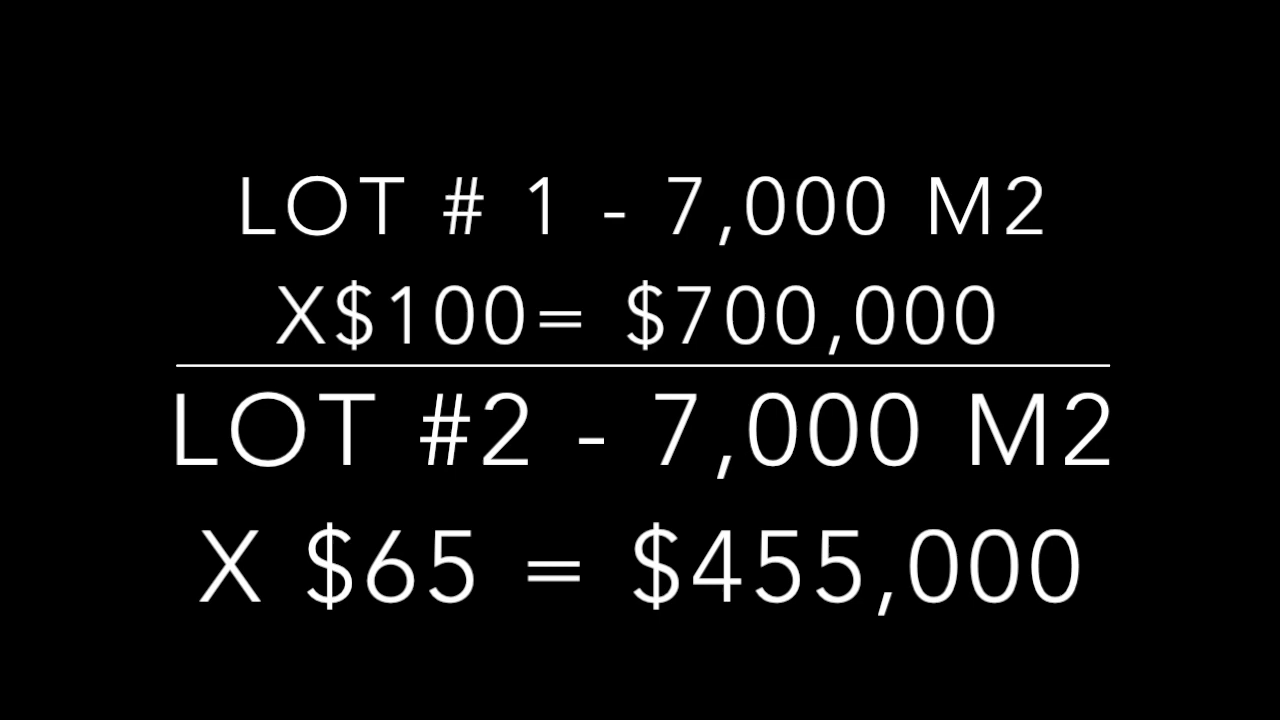 LOT # 1 - 7,000 M2
X$100= $700,000
LOT #2 - 7,000 M2
X $65 = $455,000